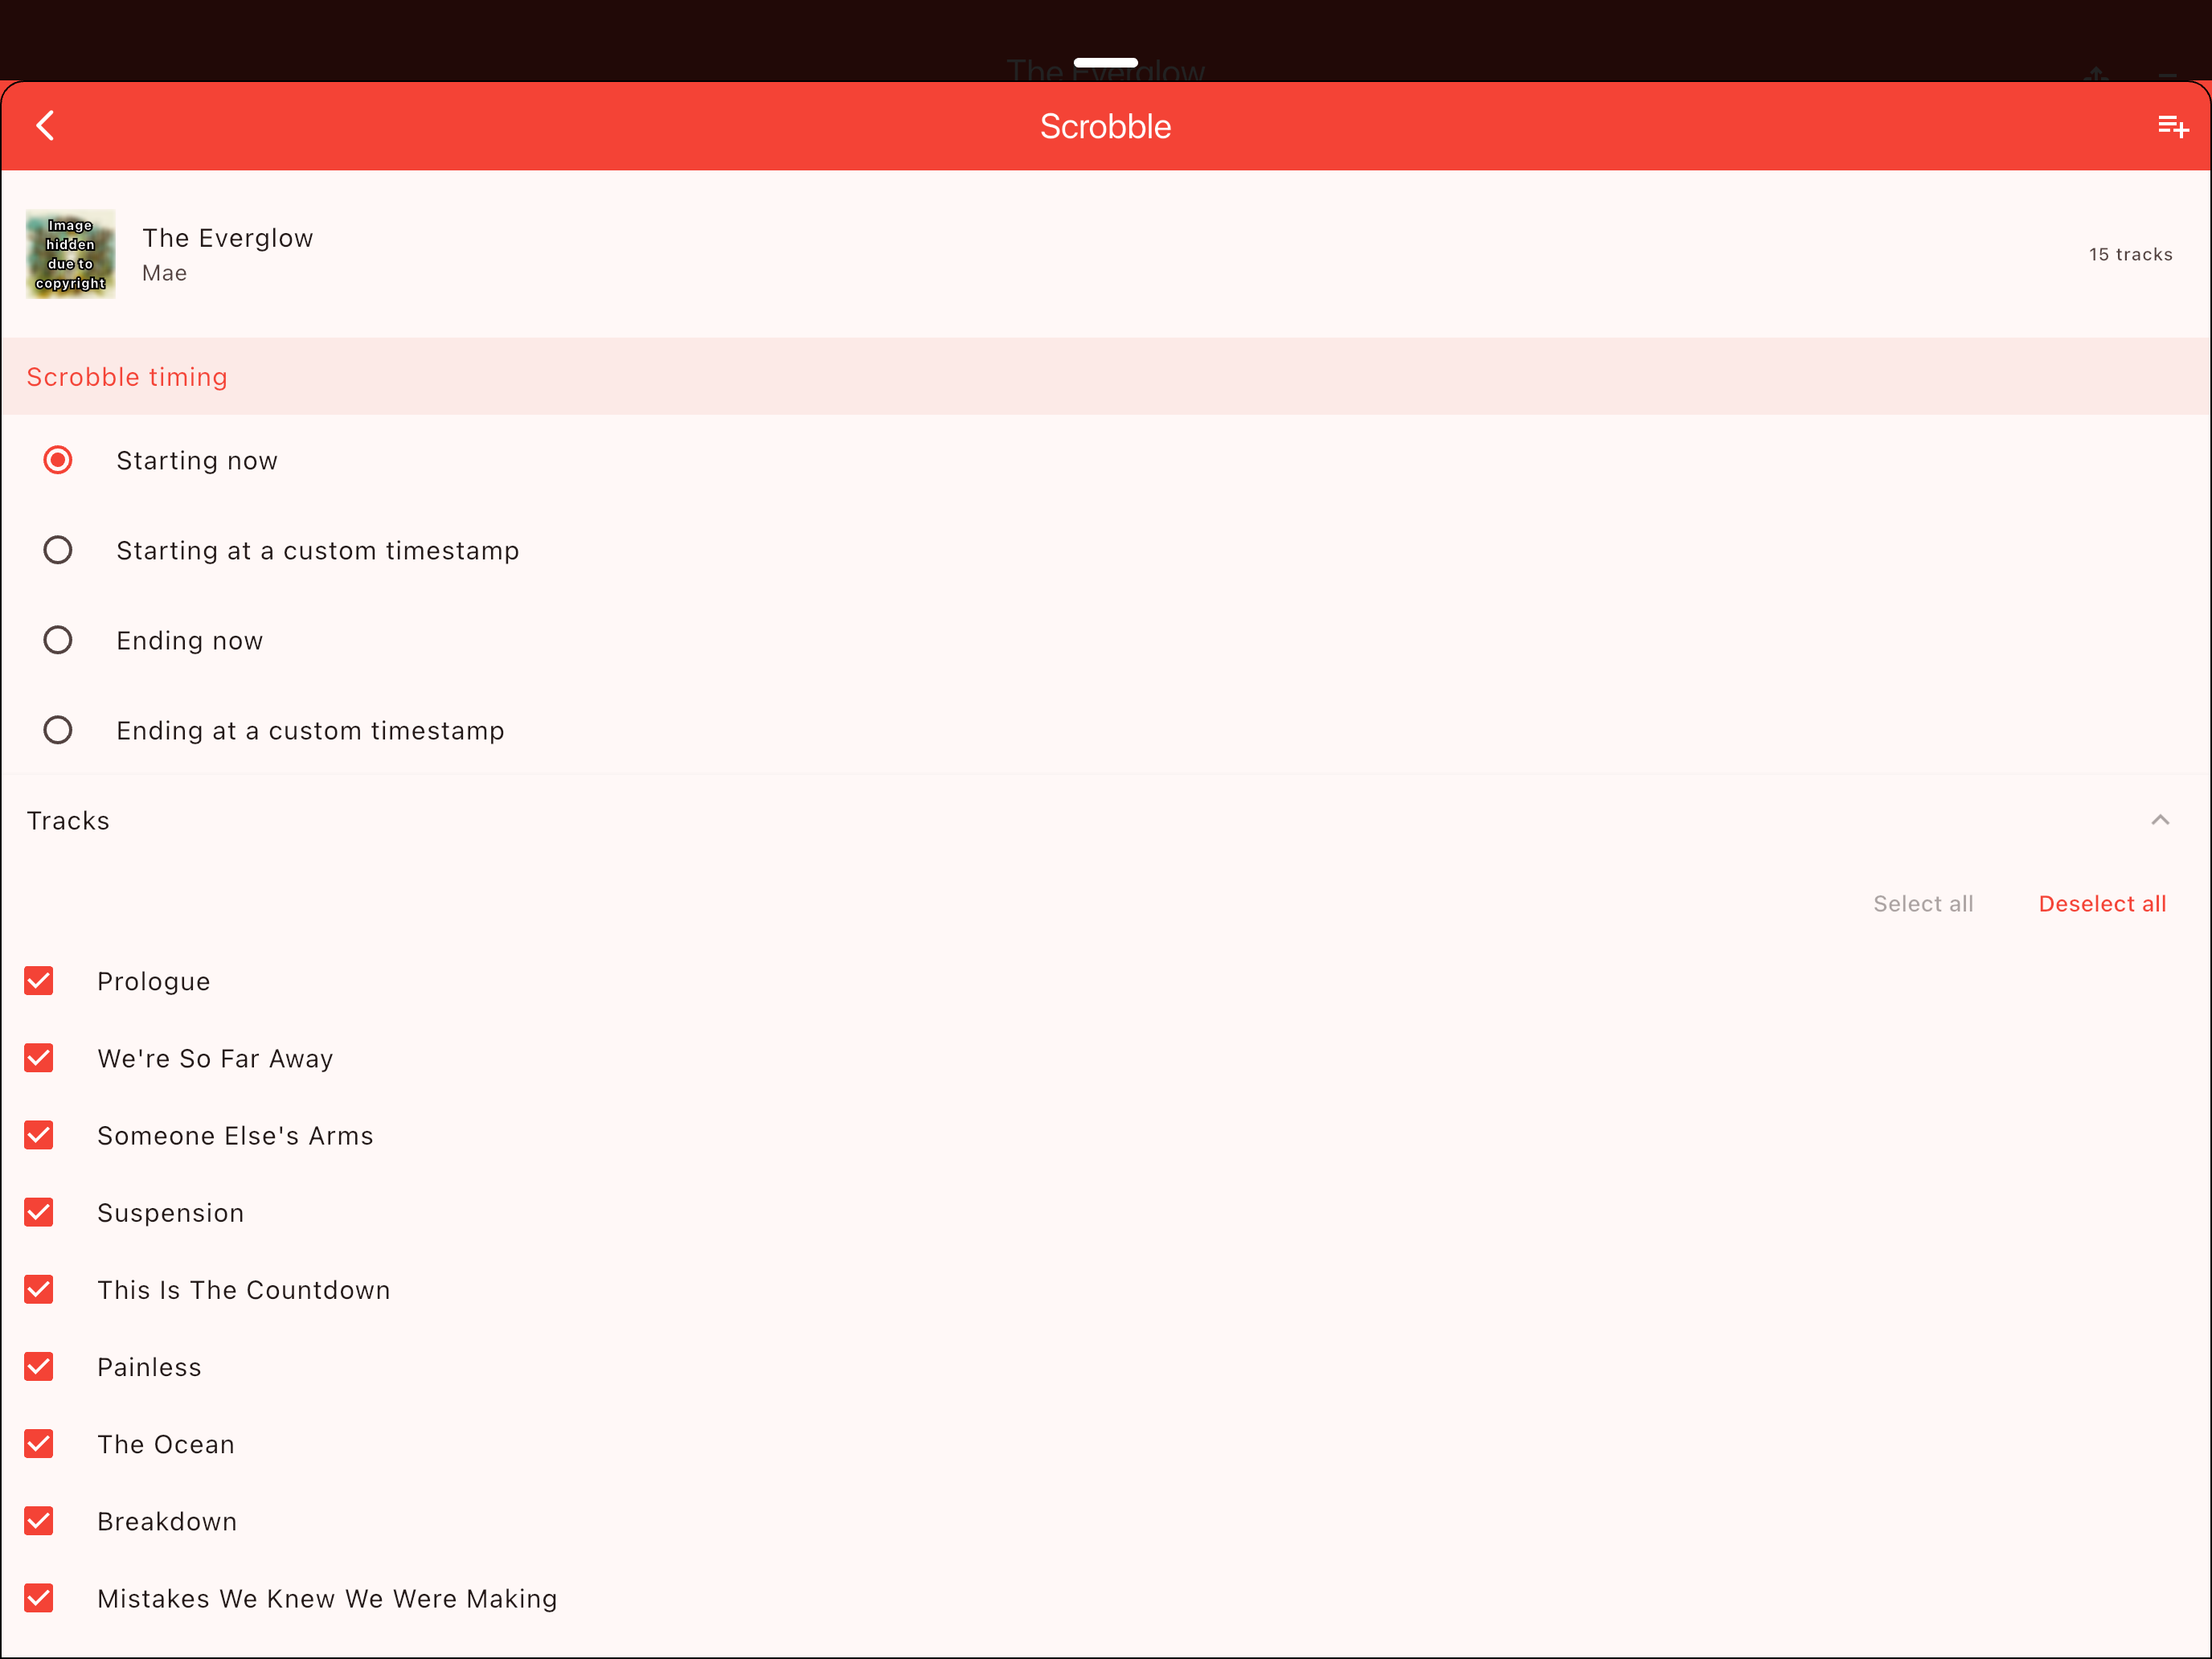 The Everglow
Scrobble
Image
hidden
due to
copyright
The Everglow
Mae
15 tracks
Scrobble timing
Starting now
Starting at a custom timestamp
Ending now
Ending at a custom timestamp
Tracks
Select all
Deselect all
Prologue
We're So Far Away
Someone Else's Arms
Suspension
This Is The Countdown
Painless
The Ocean
Breakdown
Mistakes We Knew We Were Making